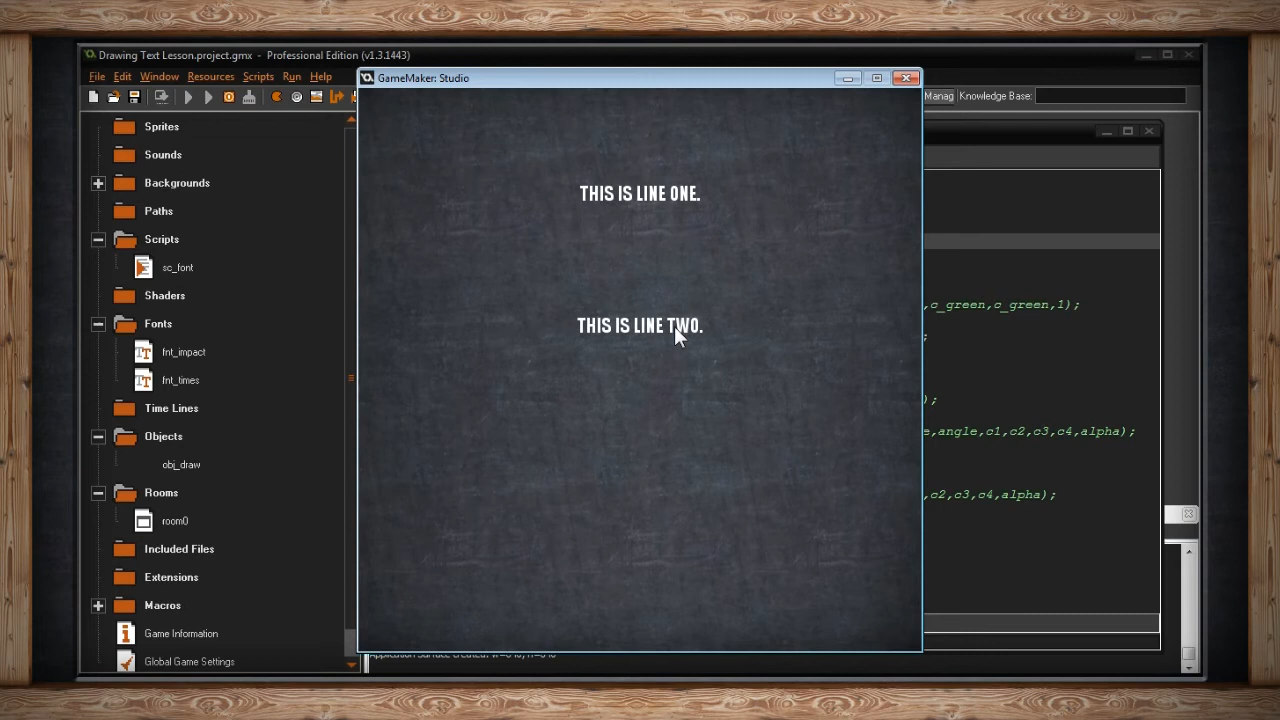 Drawing Text Lesson.project.gmx - Professional Edition (v1.3.1443)
File Edit Window Resources Scripts Run Help
GameMaker: Studio
Manag Knowledge Base:
Sprites
Sounds
Backgrounds
Paths
Scripts
sc_font
Shaders
Fonts
fnt_impact
fnt_times
Time Lines
Objects
obj_draw
Rooms
room0
Included Files
Extensions
Macros
Game Information
Global Game Settings
THIS IS LINE ONE.
THIS IS LINE TWO.
,c_green,c_green,1);
;
);
e,angle,c1,c2,c3,c4,alpha);
,c2,c3,c4,alpha);